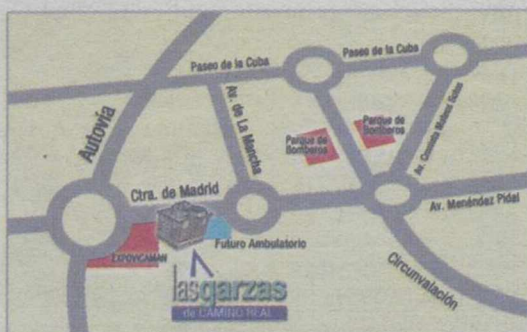 Paseo de la Cuba
Paseo de la Cuba
Autovía
Av. de La Mancha
Parque de
Bomberos
Parque de
Bomberos
Ctra. de Madrid
Av. Menéndez Pidal
EXPOVICAMAN
Futuro Ambulatorio
Circunvalación
lasgarzas
de CAMINO REAL